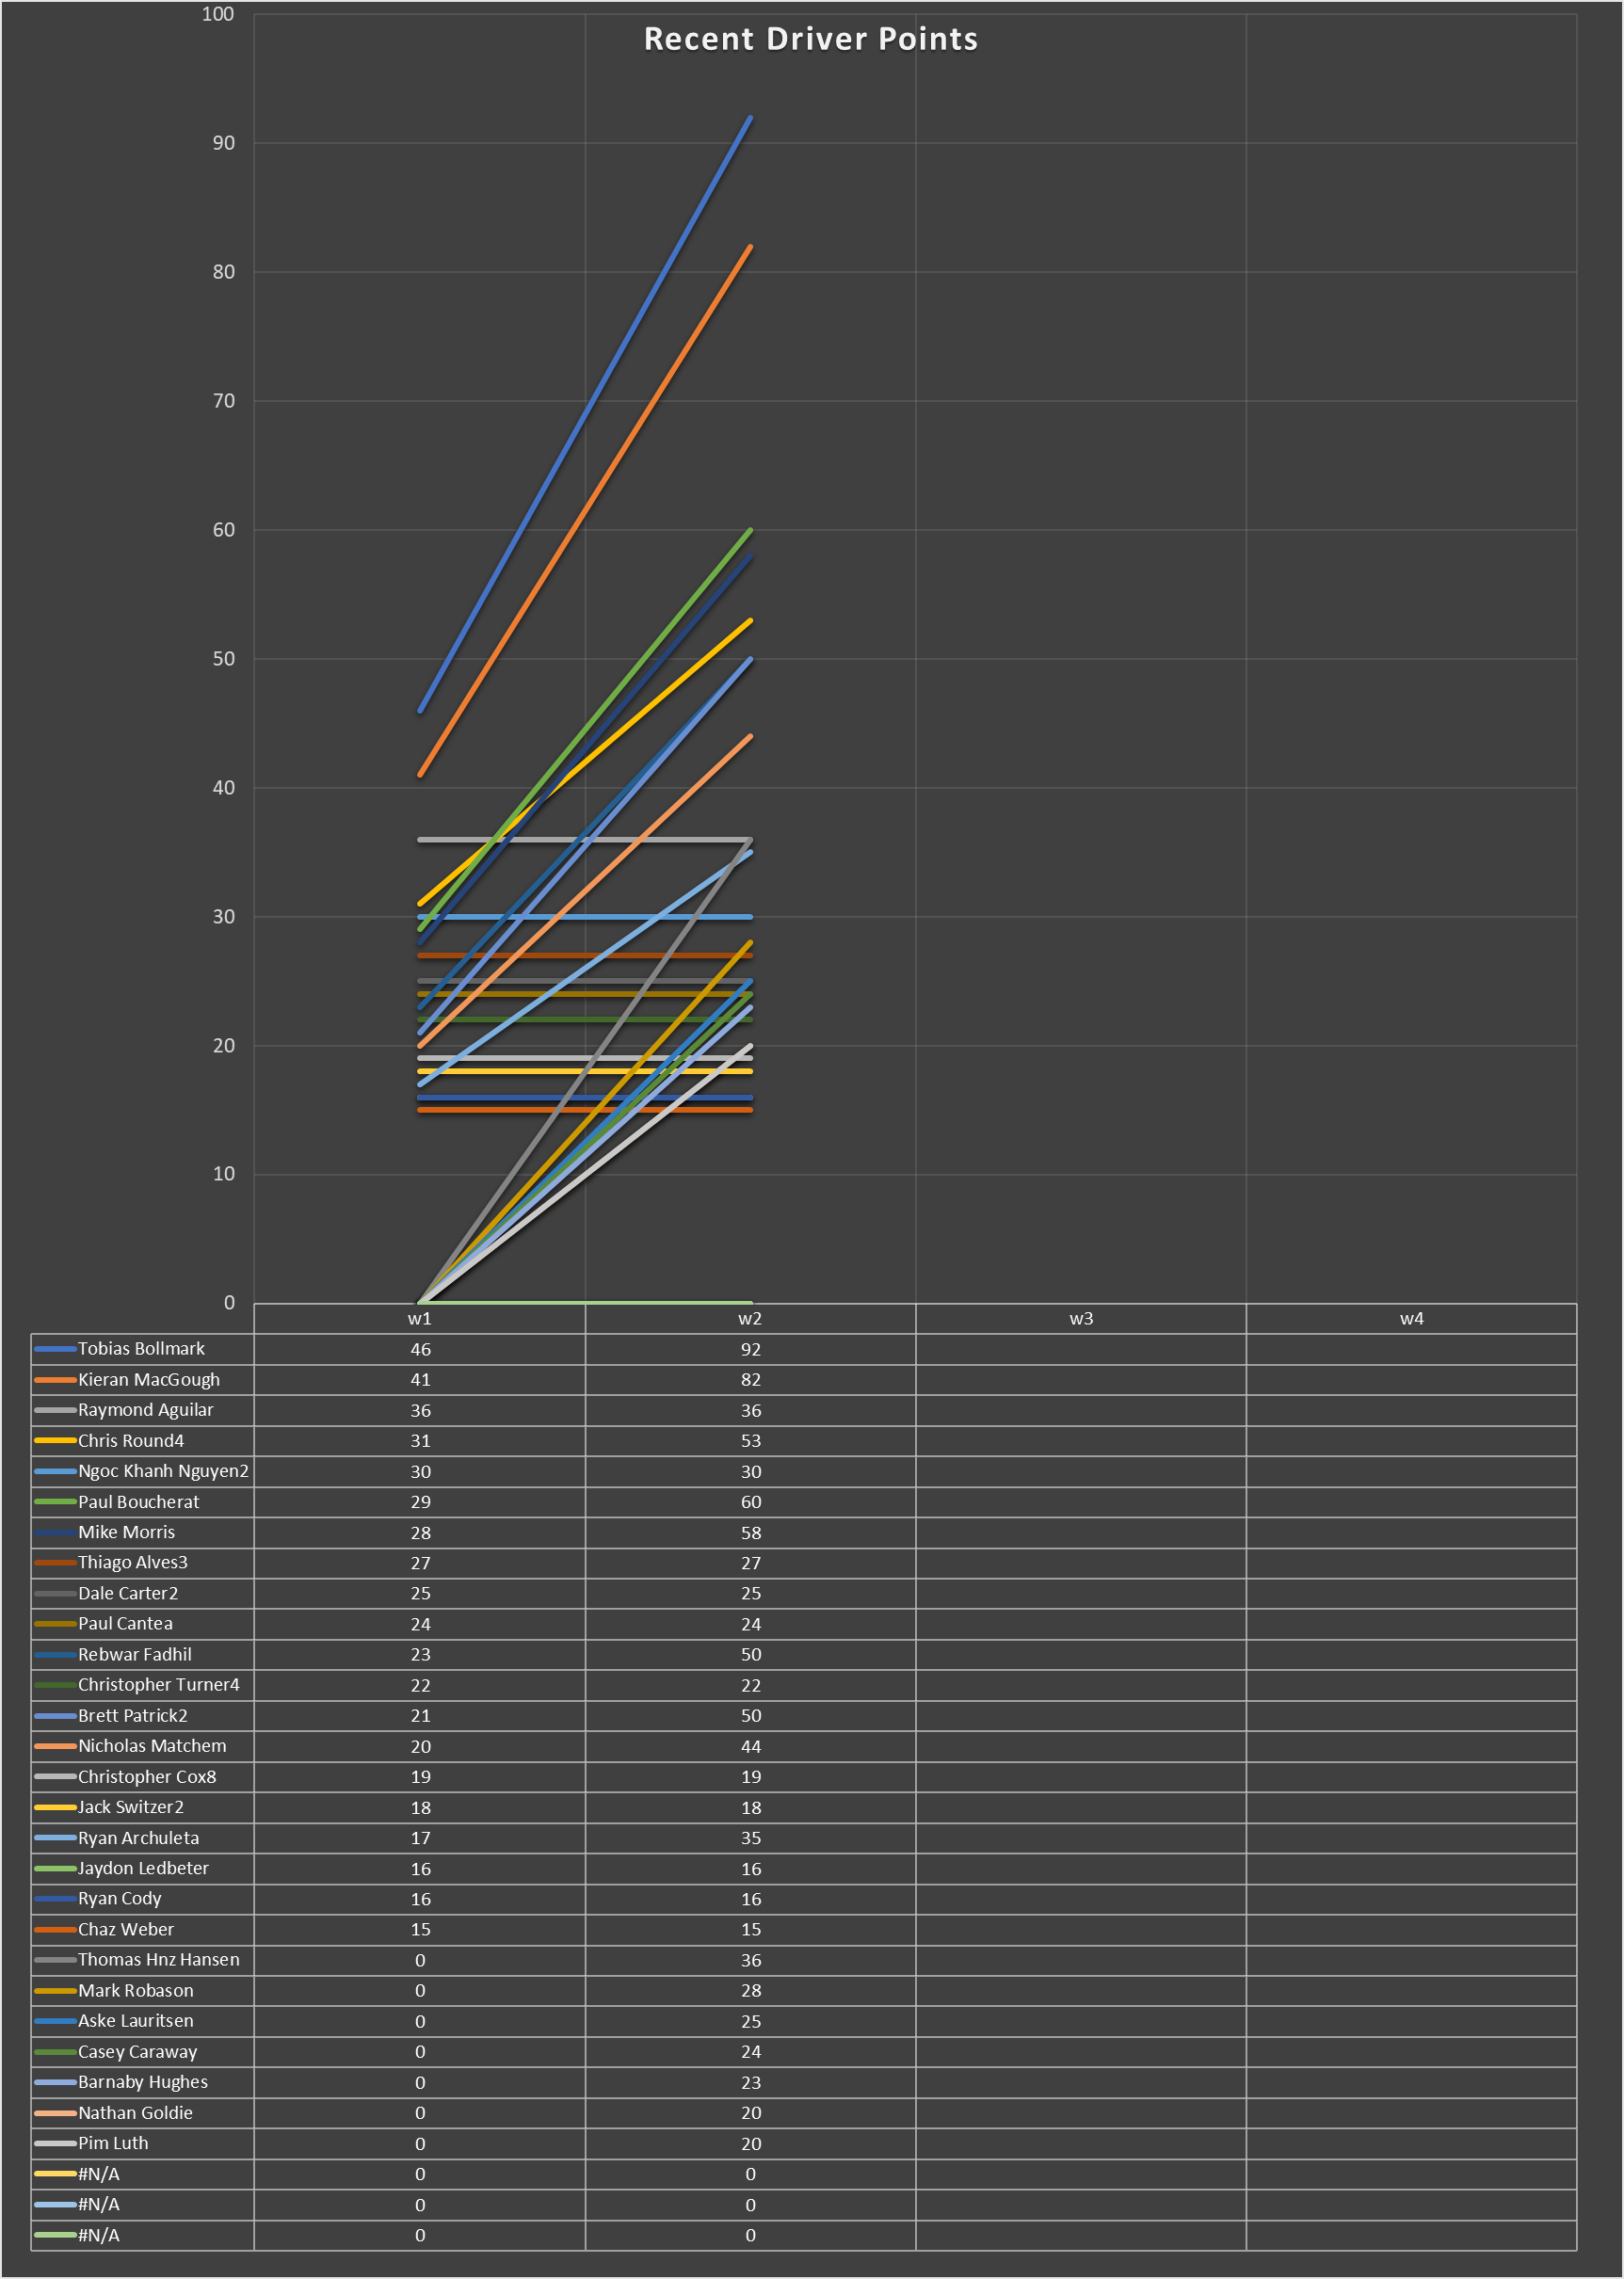 100
Recent Driver Points
90
80
70
60
50
40
30
20
10
0
w1 w2 w3 w4
Tobias Bollmark 46 92
Kieran MacGough 41 82
Raymond Aguilar 36 36
Chris Round4 31 53
Ngoc Khanh Nguyen2 30 30
Paul Boucherat 29 60
Mike Morris 28 58
Thiago Alves3 27 27
Dale Carter2 25 25
Paul Cantea 24 24
Rebwar Fadhil 23 50
Christopher Turner4 22 22
Brett Patrick2 21 50
Nicholas Matchem 20 44
Christopher Cox8 19 19
Jack Switzer2 18 18
Ryan Archuleta 17 35
Jaydon Ledbeter 16 16
Ryan Cody 16 16
Chaz Weber 15 15
Thomas Hnz Hansen 0 36
Mark Robason 0 28
Aske Lauritsen 0 25
Casey Caraway 0 24
Barnaby Hughes 0 23
Nathan Goldie 0 20
Pim Luth 0 20
#N/A 0 0
#N/A 0 0
#N/A 0 0